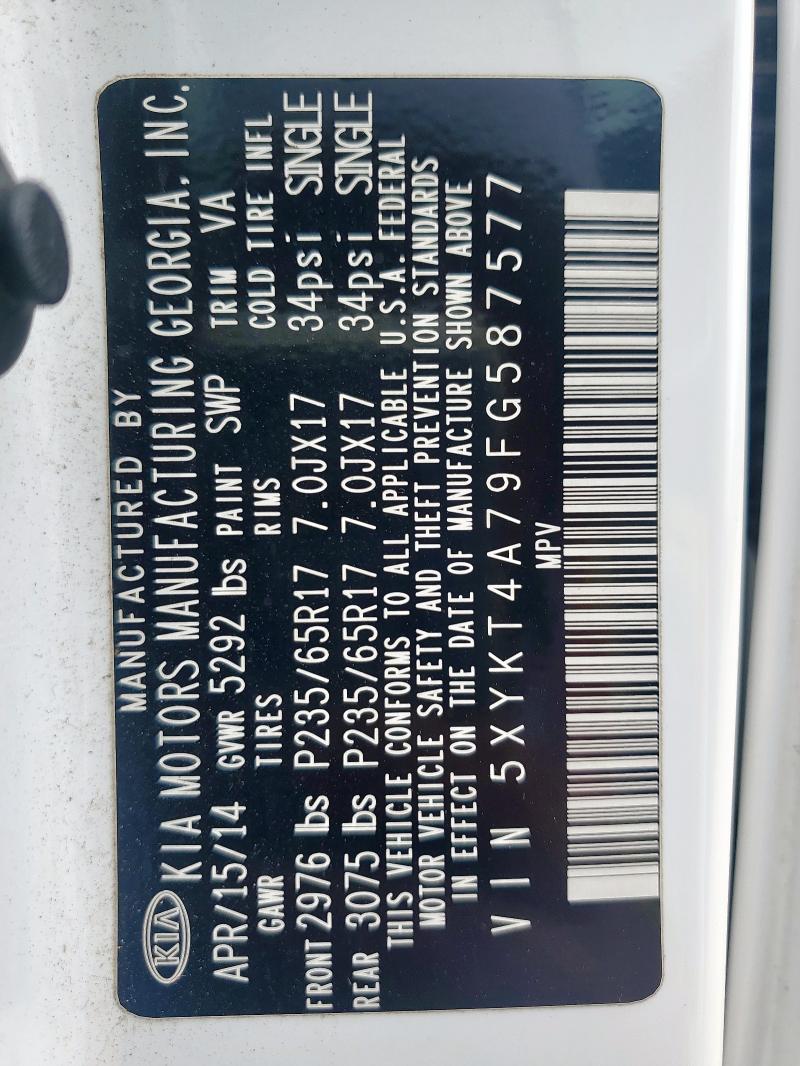 MANUFACTURED BY
KIA KIA MOTORS MANUFACTURING GEORGIA, INC.
APR/15/14 GVWR 5292 lbs PAINT SWP TRIM VA
GAWR TIRES RIMS COLD TIRE INFL
FRONT 2976 lbs P235/65R17 7.0JX17 34psi SINGLE
REAR 3075 lbs P235/65R17 7.0JX17 34psi SINGLE
THIS VEHICLE CONFORMS TO ALL APPLICABLE U.S.A. FEDERAL
MOTOR VEHICLE SAFETY AND THEFT PREVENTION STANDARDS
IN EFFECT ON THE DATE OF MANUFACTURE SHOWN ABOVE
VIN 5XYKT4A79FG587577
MPV